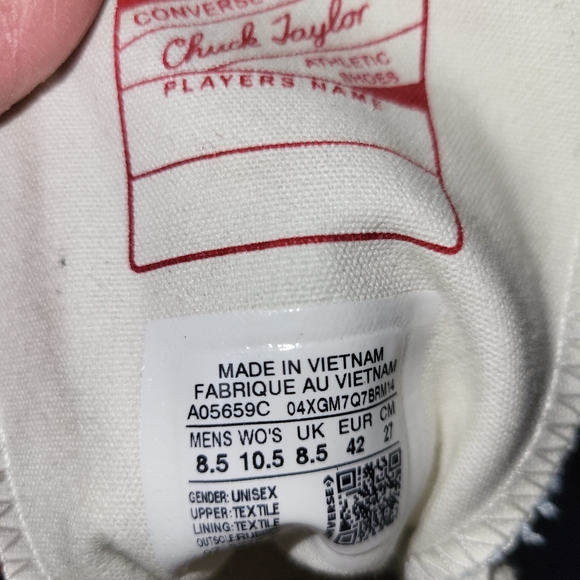 CONVERSE
Chuck Taylor
ATHLETIC
SHOES
PLAYERS NAME
MADE IN VIETNAM
FABRIQUE AU VIETNAM
A05659C 04XGM7Q7BRM14
MENS WO'S UK EUR CM
8.5 10.5 8.5 42 27
GENDER: UNISEX
UPPER: TEXTILE
LINING: TEXTILE
OUTSOLE: